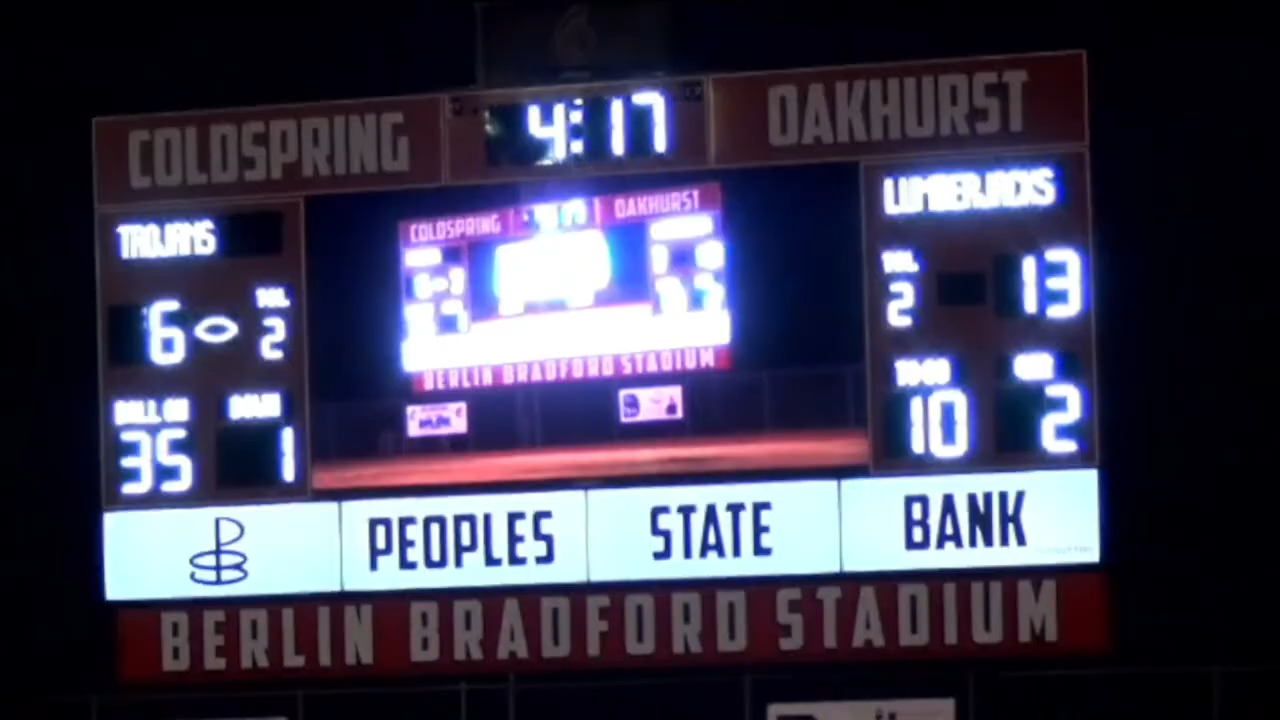 COLDSPRING
4:17
OAKHURST
TROJANS
LUMBERJACKS
6
TOL
2
TOL
2
13
BALL ON
35
DOWN
1
TO GO
10
2
COLDSPRING
OAKHURST
BERLIN BRADFORD STADIUM
PEOPLES STATE BANK
BERLIN BRADFORD STADIUM